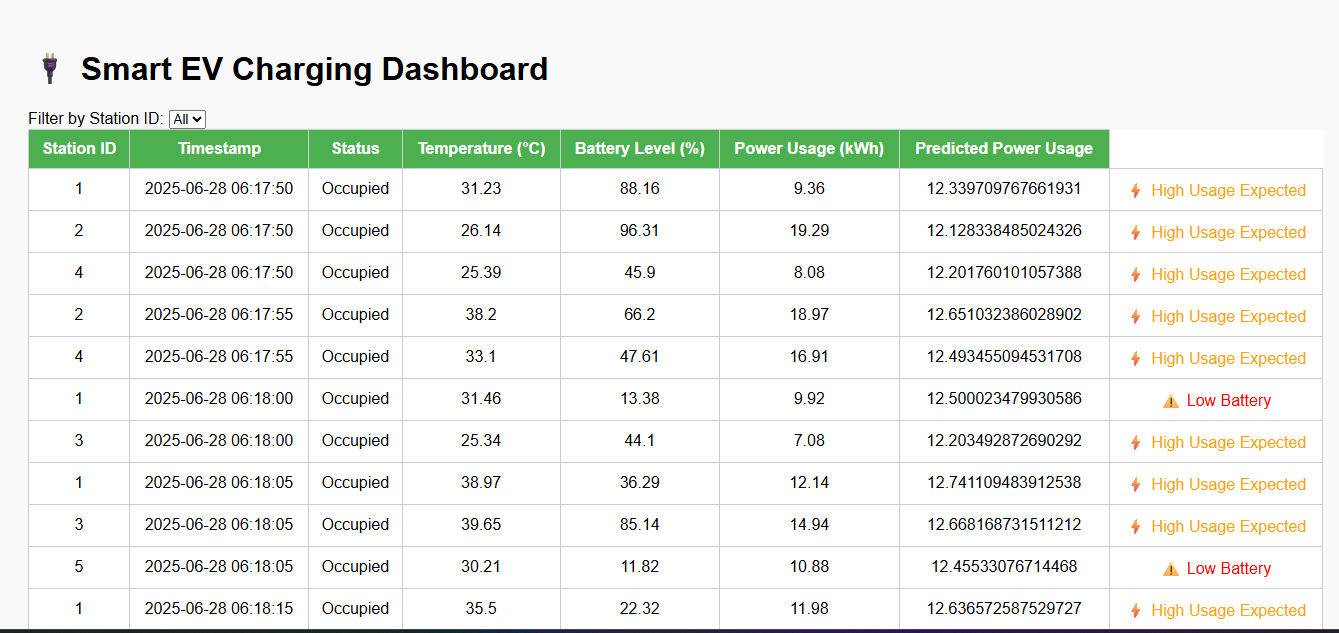 Smart EV Charging Dashboard
Filter by Station ID: All
Station ID Timestamp Status Temperature (°C) Battery Level (%) Power Usage (kWh) Predicted Power Usage
1 2025-06-28 06:17:50 Occupied 31.23 88.16 9.36 12.339709767661931 High Usage Expected
2 2025-06-28 06:17:50 Occupied 26.14 96.31 19.29 12.128338485024326 High Usage Expected
4 2025-06-28 06:17:50 Occupied 25.39 45.9 8.08 12.201760101057388 High Usage Expected
2 2025-06-28 06:17:55 Occupied 38.2 66.2 18.97 12.651032386028902 High Usage Expected
4 2025-06-28 06:17:55 Occupied 33.1 47.61 16.91 12.493455094531708 High Usage Expected
1 2025-06-28 06:18:00 Occupied 31.46 13.38 9.92 12.500023479930586 Low Battery
3 2025-06-28 06:18:00 Occupied 25.34 44.1 7.08 12.203492872690292 High Usage Expected
1 2025-06-28 06:18:05 Occupied 38.97 36.29 12.14 12.741109483912538 High Usage Expected
3 2025-06-28 06:18:05 Occupied 39.65 85.14 14.94 12.668168731511212 High Usage Expected
5 2025-06-28 06:18:05 Occupied 30.21 11.82 10.88 12.45533076714468 Low Battery
1 2025-06-28 06:18:15 Occupied 35.5 22.32 11.98 12.636572587529727 High Usage Expected